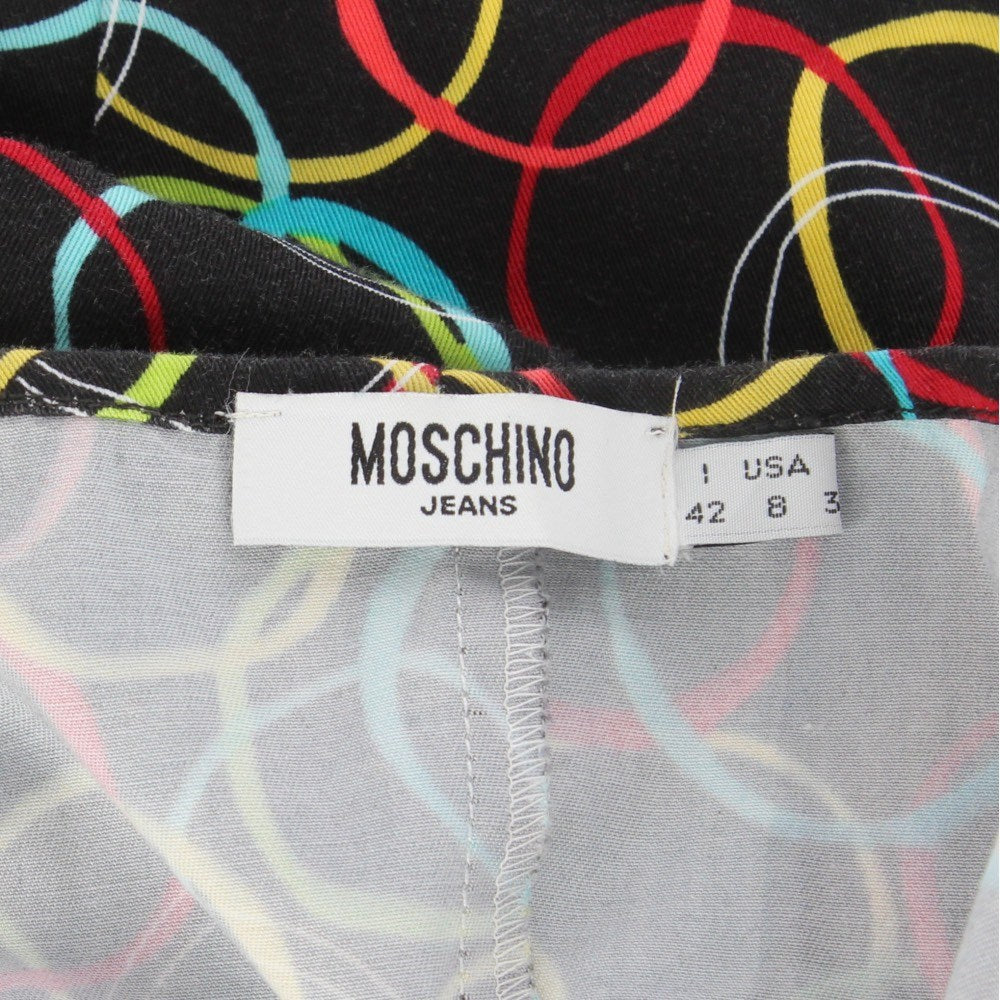 MOSCHINO
JEANS
I USA
42 8 3